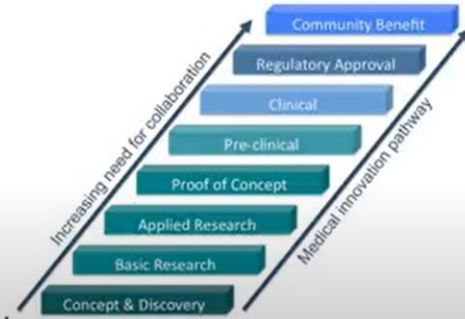 Community Benefit
Regulatory Approval
Clinical
Pre-clinical
Proof of Concept
Applied Research
Basic Research
Concept & Discovery
Increasing need for collaboration
Medical innovation pathway